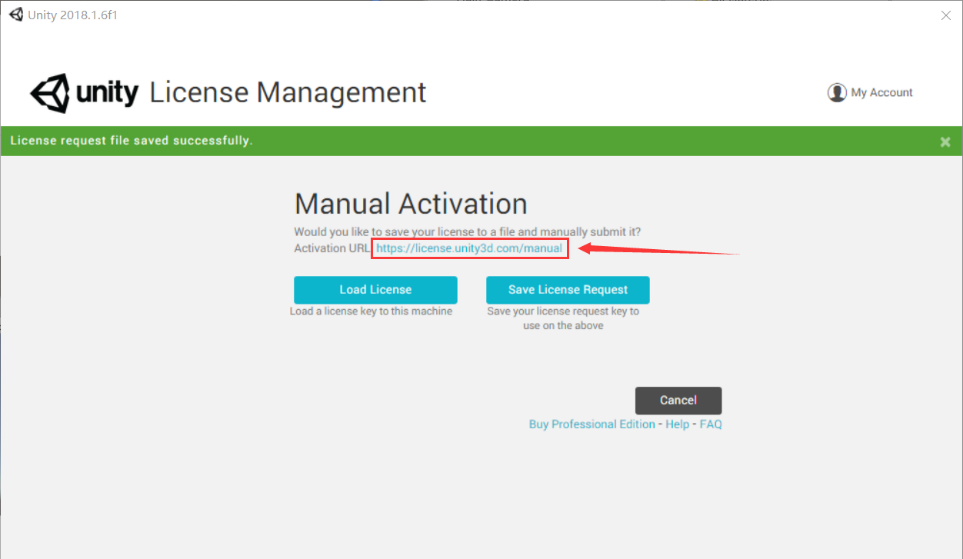 Unity 2018.1.6f1
unity License Management
My Account
License request file saved successfully.
Manual Activation
Would you like to save your license to a file and manually submit it?
Activation URL https://license.unity3d.com/manual
Load License
Load a license key to this machine
Save License Request
Save your license request key to
use on the above
Cancel
Buy Professional Edition - Help - FAQ